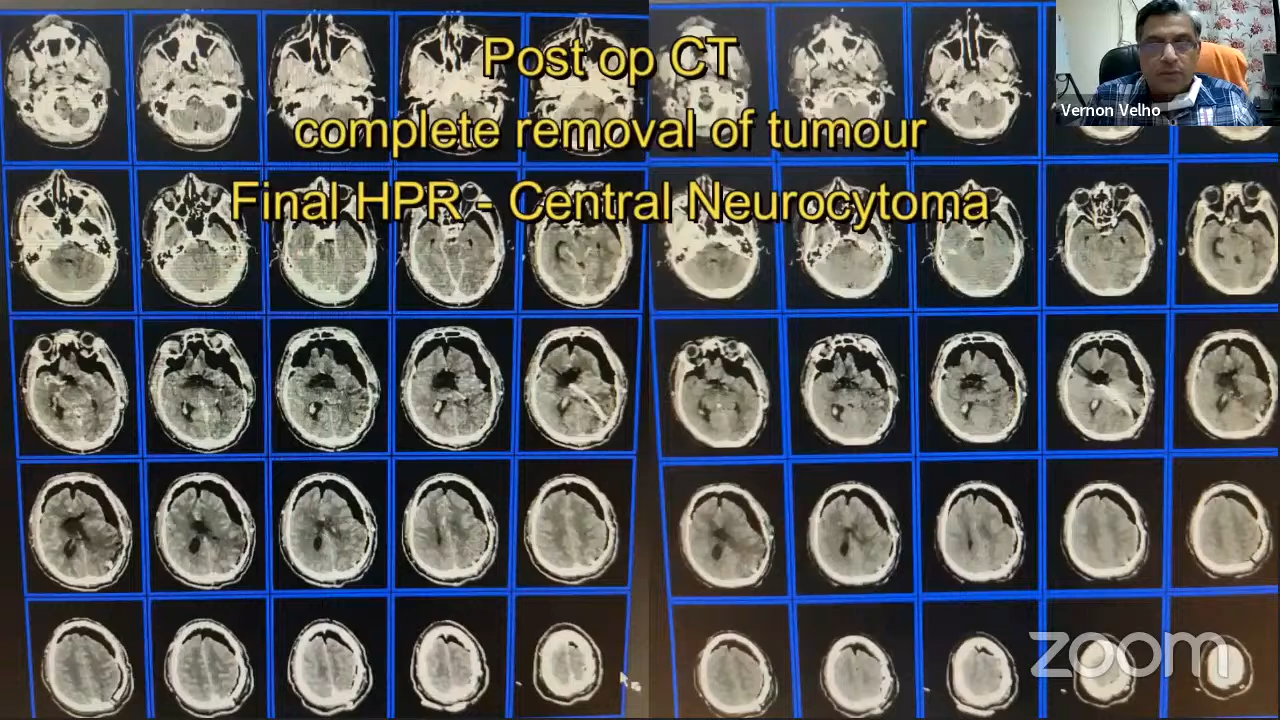 Post op CT
complete removal of tumour
Final HPR - Central Neurocytoma
Vernon Velho
zoom